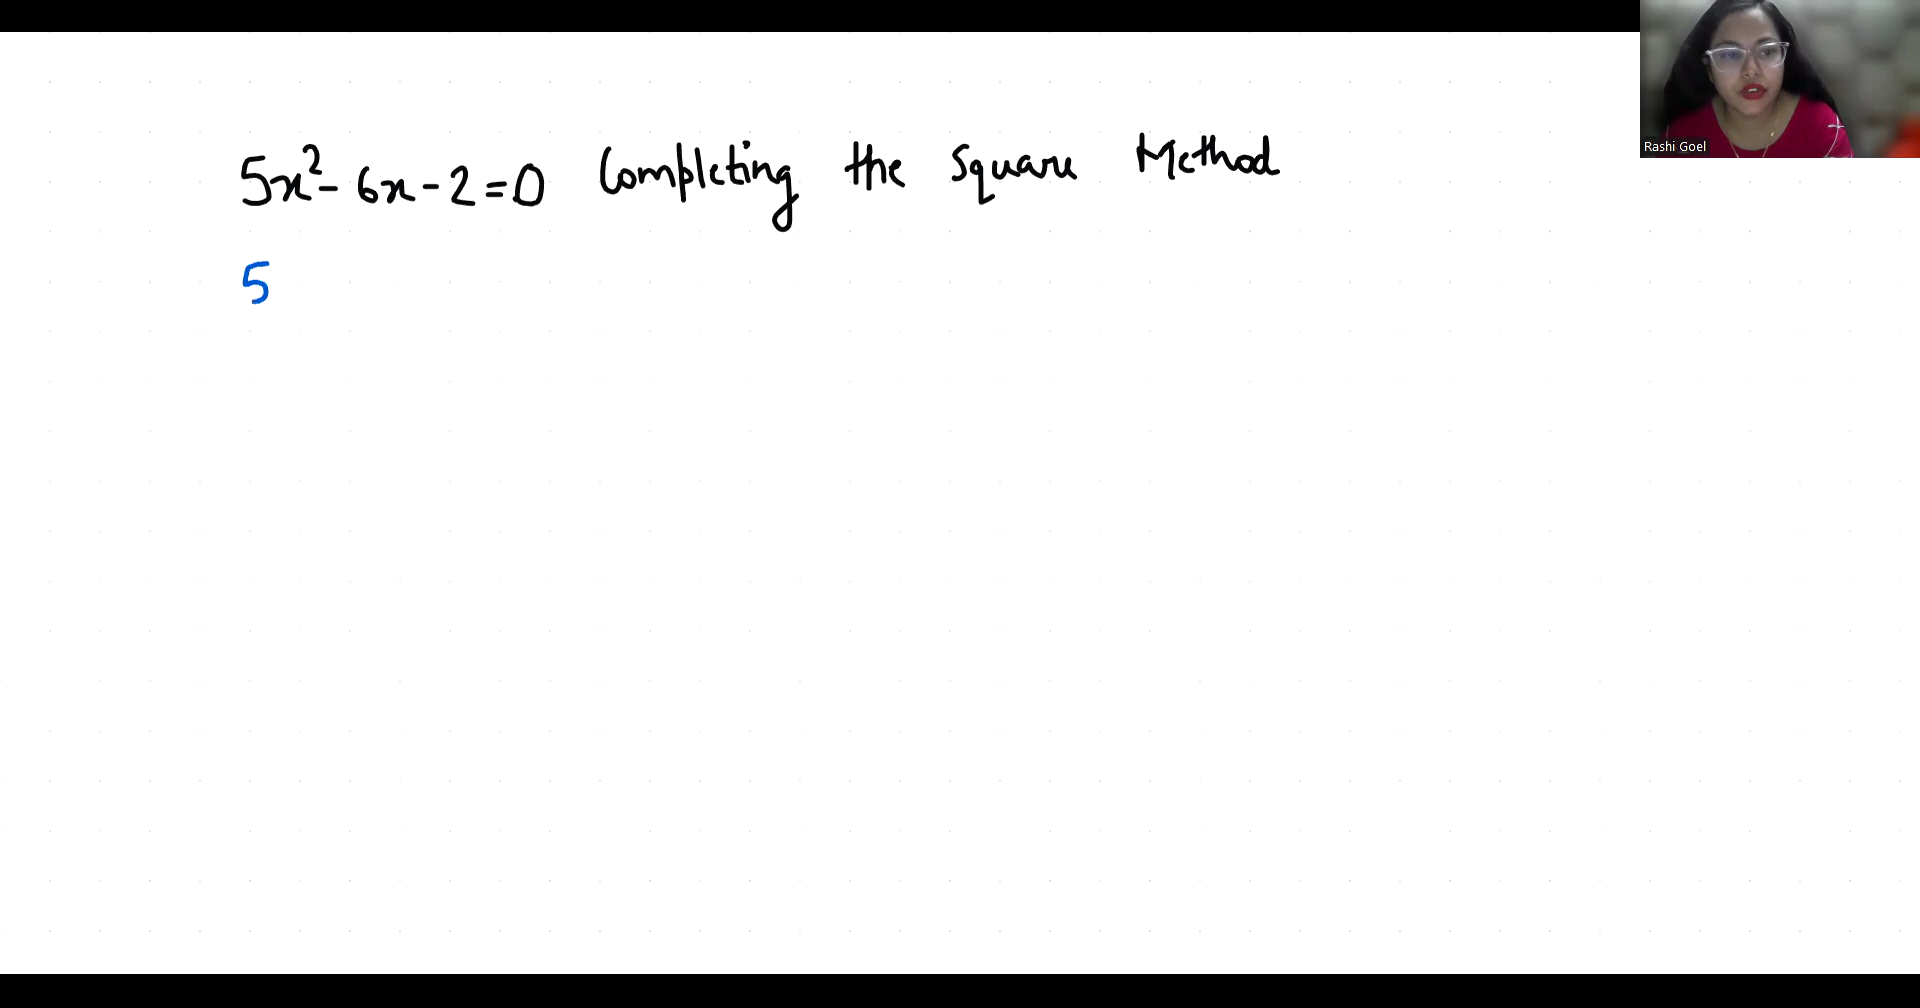 5x²- 6x - 2 = 0 Completing the Square Method
5
Rashi Goel